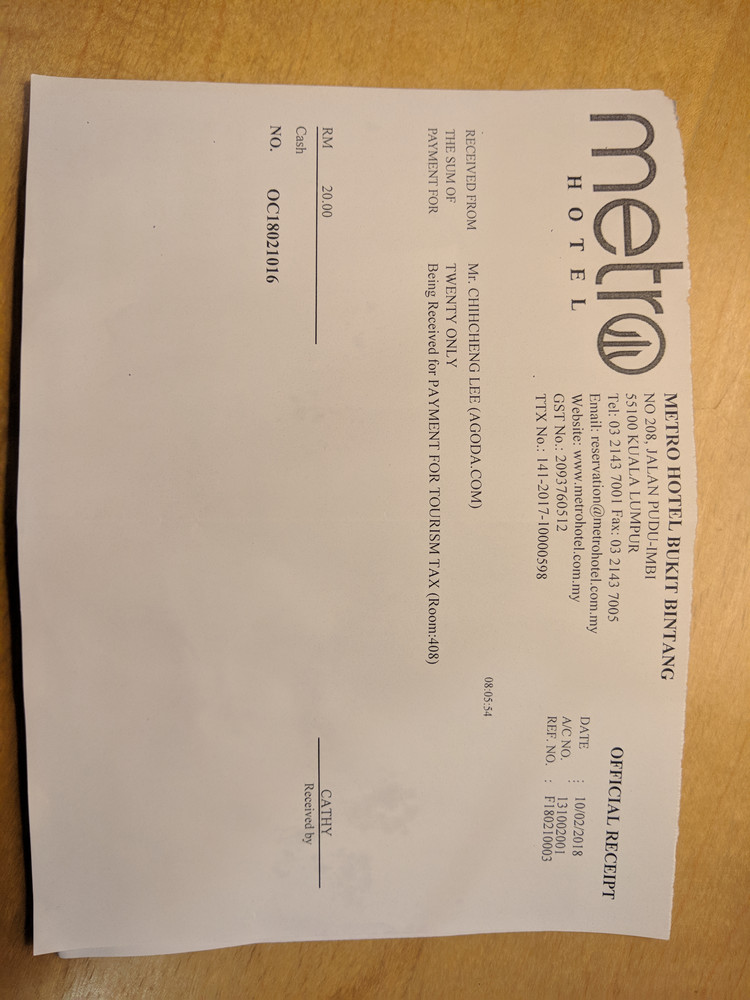 metro
HOTEL
METRO HOTEL BUKIT BINTANG
NO 208, JALAN PUDU-IMBI
55100 KUALA LUMPUR
Tel: 03 2143 7001 Fax: 03 2143 7005
Email: reservation@metrohotel.com.my
Website: www.metrohotel.com.my
GST No.: 2093760512
TTX No.: 141-2017-10000598
OFFICIAL RECEIPT
DATE : 10/02/2018
A/C NO. : 131002001
REF. NO. : F180210003
08:05:54
RECEIVED FROM Mr. CHIHCHENG LEE (AGODA.COM)
THE SUM OF TWENTY ONLY
PAYMENT FOR Being Received for PAYMENT FOR TOURISM TAX (Room:408)
RM 20.00
Cash
NO. OC18021016
CATHY
Received by